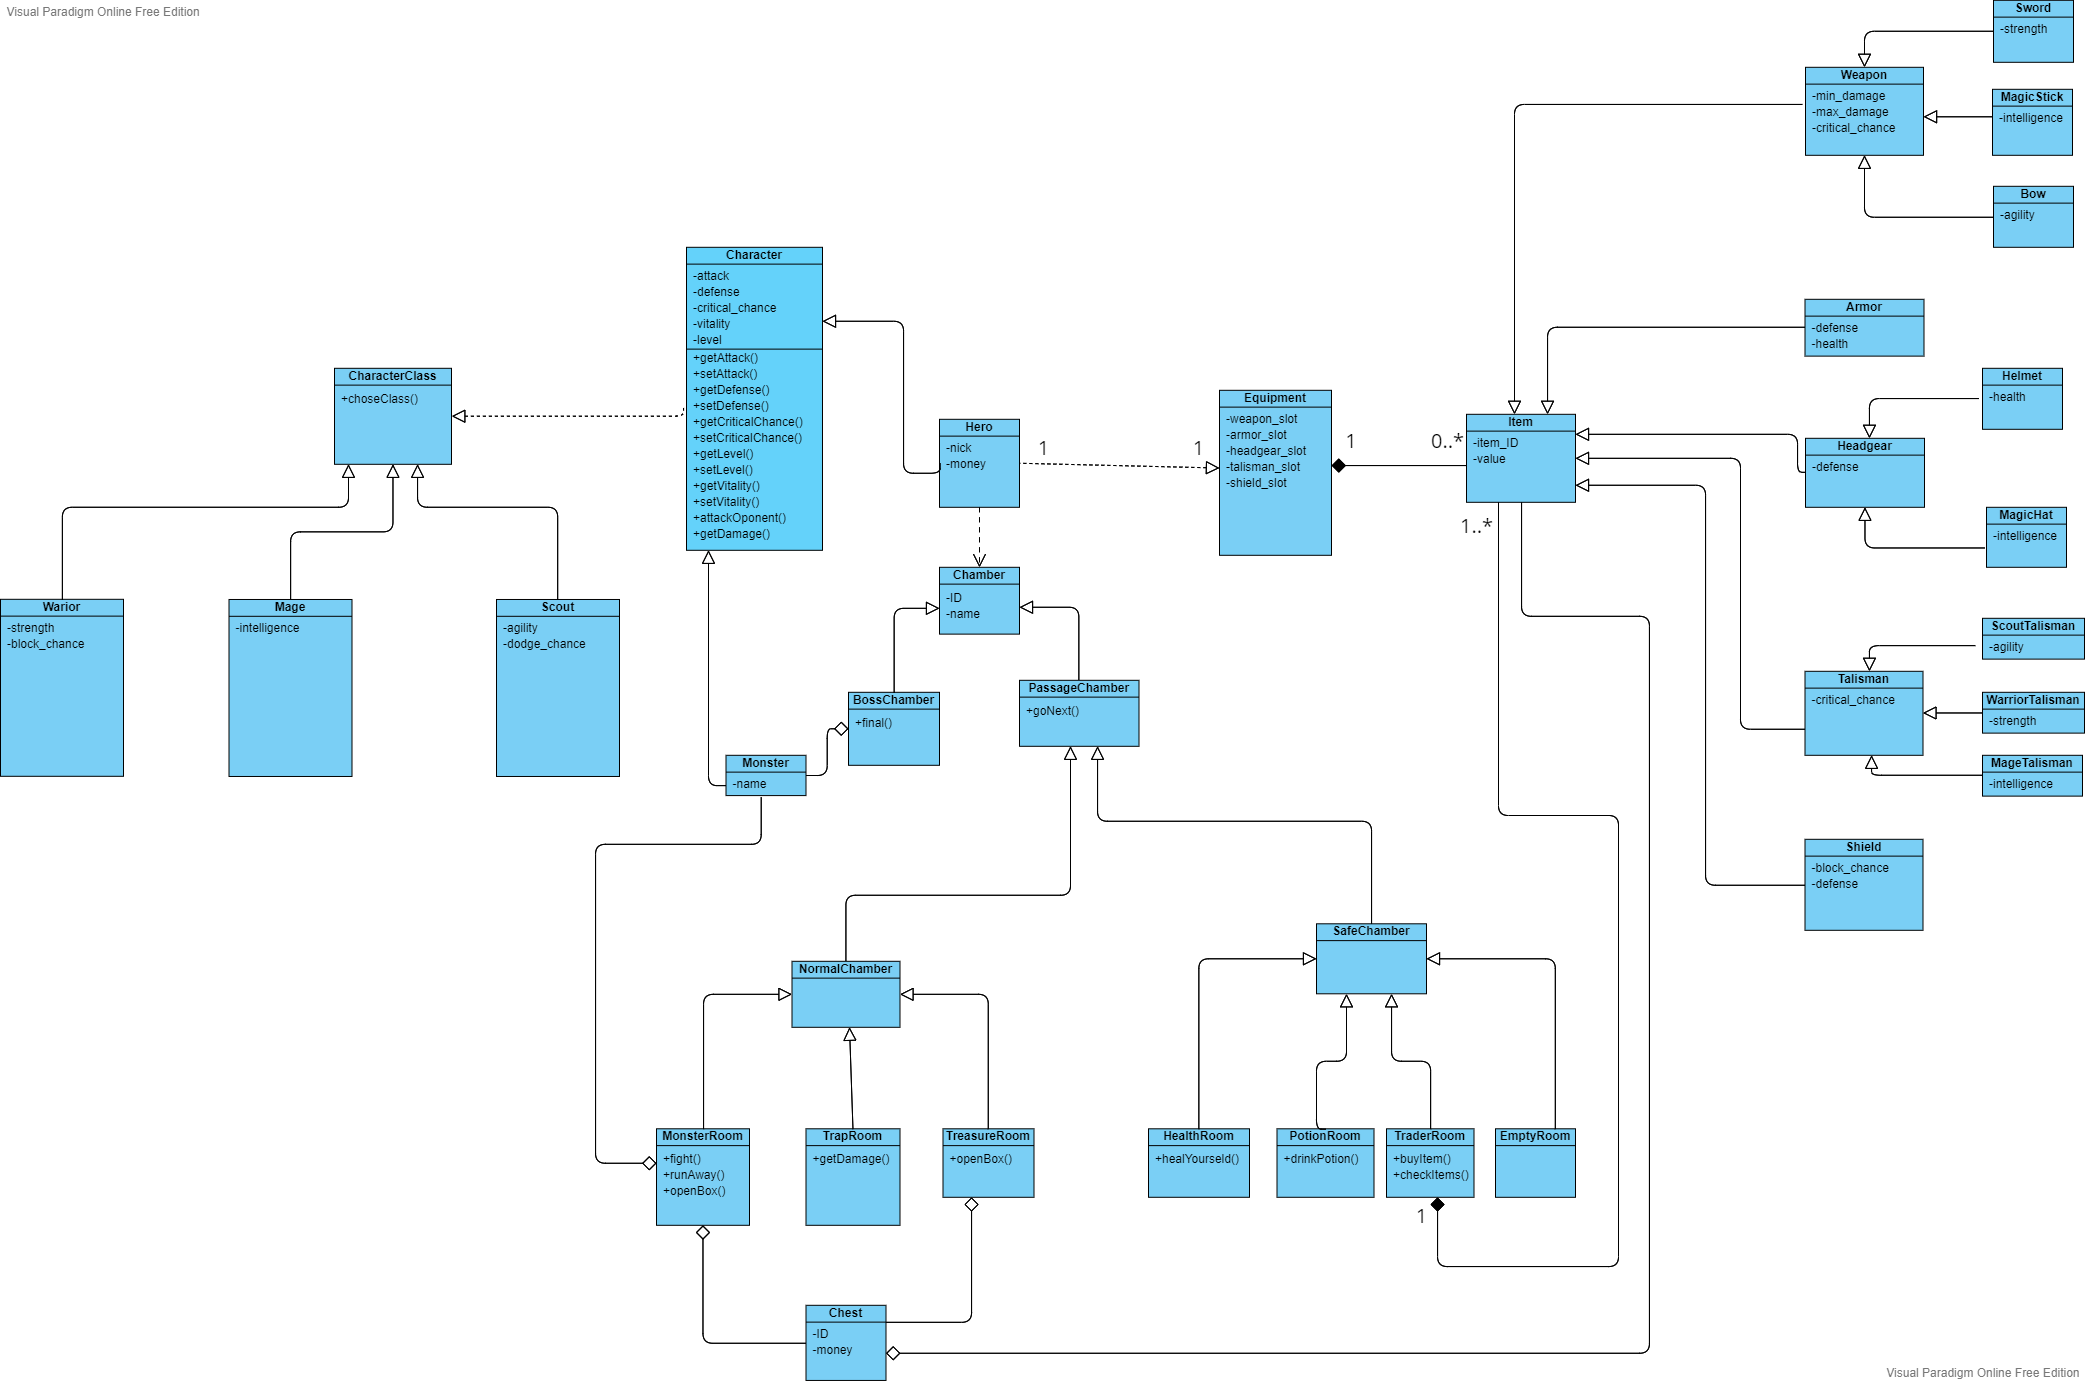 Visual Paradigm Online Free Edition
Sword
-strength
Weapon
-min_damage
-max_damage
-critical_chance
MagicStick
-intelligence
Bow
-agility
Character
-attack
-defense
-critical_chance
-vitality
-level
+getAttack()
+setAttack()
+getDefense()
+setDefense()
+getCriticalChance()
+setCriticalChance()
+getLevel()
+setLevel()
+getVitality()
+setVitality()
+attackOponent()
+getDamage()
CharacterClass
+choseClass()
Hero
-nick
-money
1
1
Equipment
-weapon_slot
-armor_slot
-headgear_slot
-talisman_slot
-shield_slot
1
0..*
Item
-item_ID
-value
1..*
Armor
-defense
-health
Helmet
-health
Headgear
-defense
MagicHat
-intelligence
Warior
-strength
-block_chance
Mage
-intelligence
Scout
-agility
-dodge_chance
Chamber
-ID
-name
BossChamber
+final()
PassageChamber
+goNext()
Monster
-name
ScoutTalisman
-agility
Talisman
-critical_chance
WarriorTalisman
-strength
MageTalisman
-intelligence
Shield
-block_chance
-defense
SafeChamber
NormalChamber
MonsterRoom
+fight()
+runAway()
+openBox()
TrapRoom
+getDamage()
TreasureRoom
+openBox()
HealthRoom
+healYourseld()
PotionRoom
+drinkPotion()
TraderRoom
+buyItem()
+checkItems()
EmptyRoom
1
Chest
-ID
-money
Visual Paradigm Online Free Edition